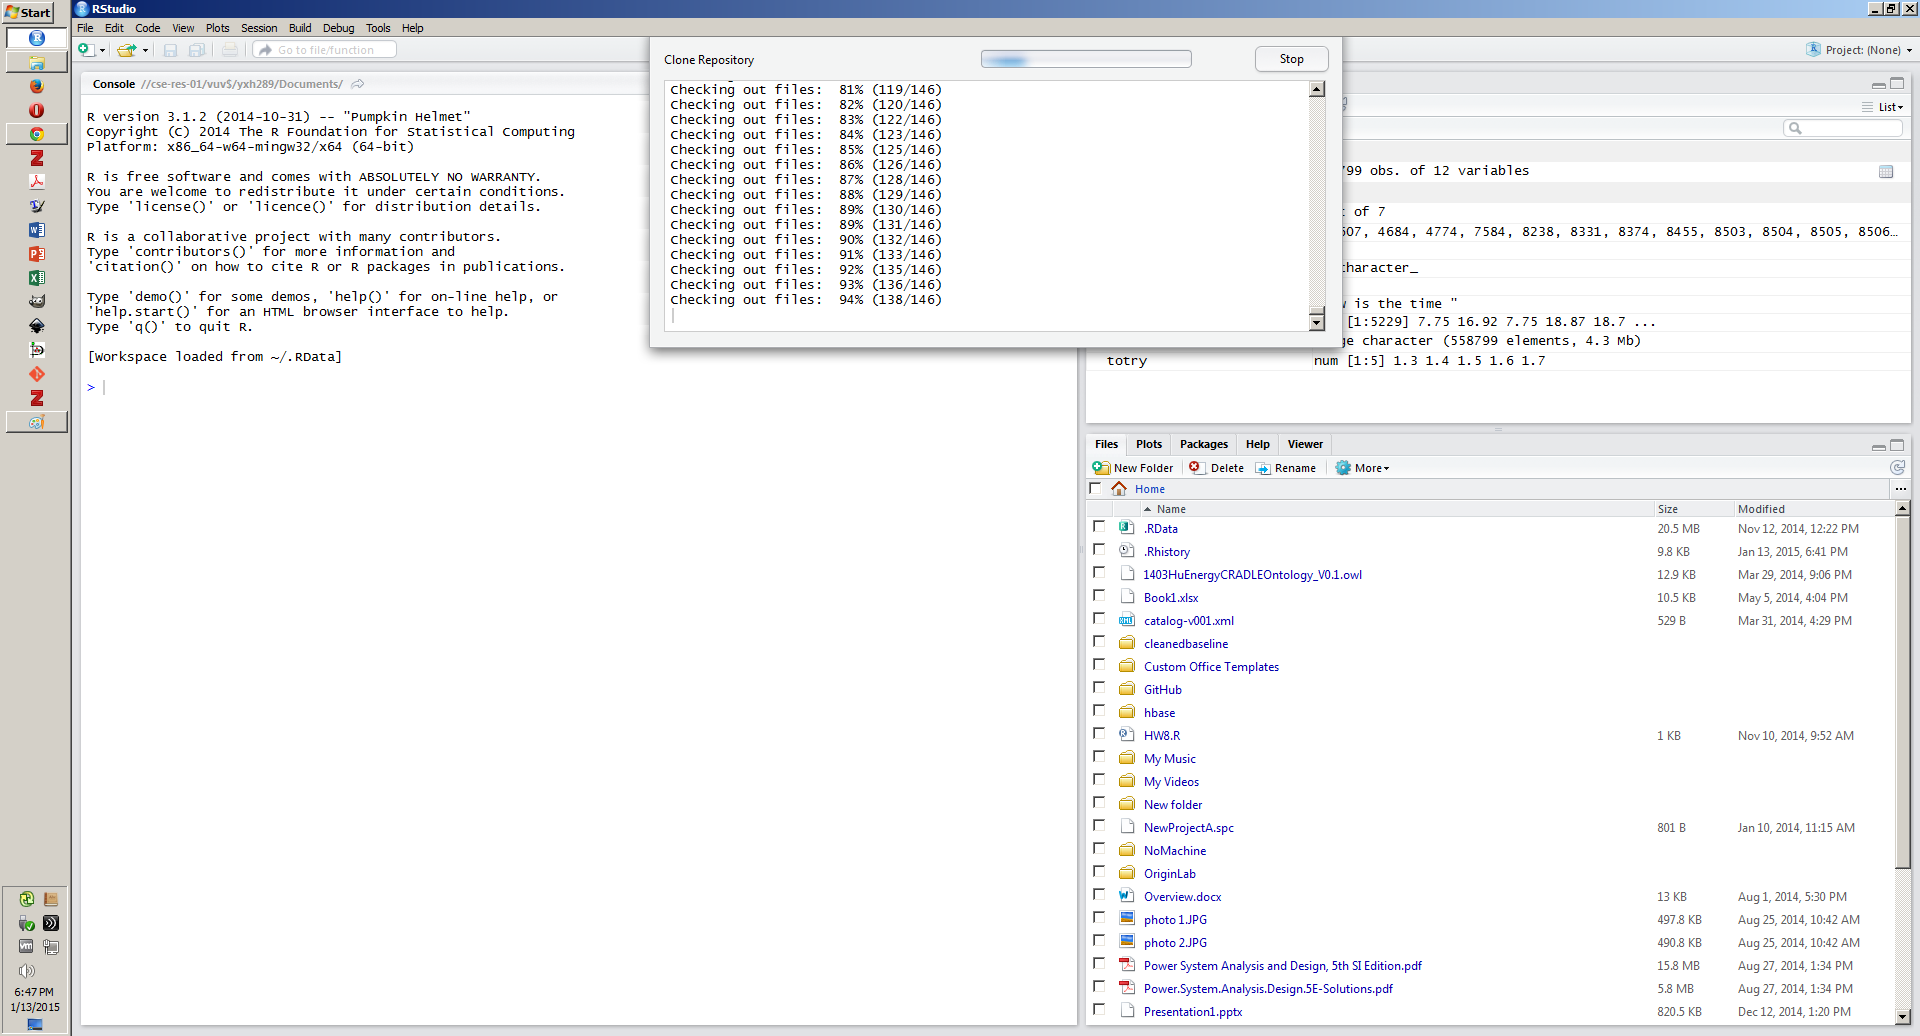 Start
RStudio
File Edit Code View Plots Session Build Debug Tools Help
Go to file/function
Project: (None)
Console //cse-res-01/vuv$/yxh289/Documents/
R version 3.1.2 (2014-10-31) -- "Pumpkin Helmet"
Copyright (C) 2014 The R Foundation for Statistical Computing
Platform: x86_64-w64-mingw32/x64 (64-bit)
R is free software and comes with ABSOLUTELY NO WARRANTY.
You are welcome to redistribute it under certain conditions.
Type 'license()' or 'licence()' for distribution details.
R is a collaborative project with many contributors.
Type 'contributors()' for more information and
'citation()' on how to cite R or R packages in publications.
Type 'demo()' for some demos, 'help()' for on-line help, or
'help.start()' for an HTML browser interface to help.
Type 'q()' to quit R.
[Workspace loaded from ~/.RData]
>
Clone Repository
Stop
Checking out files: 81% (119/146)
Checking out files: 82% (120/146)
Checking out files: 83% (122/146)
Checking out files: 84% (123/146)
Checking out files: 85% (125/146)
Checking out files: 86% (126/146)
Checking out files: 87% (128/146)
Checking out files: 88% (129/146)
Checking out files: 89% (130/146)
Checking out files: 89% (131/146)
Checking out files: 90% (132/146)
Checking out files: 91% (133/146)
Checking out files: 92% (135/146)
Checking out files: 93% (136/146)
Checking out files: 94% (138/146)
List
99 obs. of 12 variables
t of 7
507, 4684, 4774, 7584, 8238, 8331, 8374, 8455, 8503, 8504, 8505, 8506…
character_
is the time "
[1:5229] 7.75 16.92 7.75 18.87 18.7 ...
ge character (558799 elements, 4.3 Mb)
totry num [1:5] 1.3 1.4 1.5 1.6 1.7
Files Plots Packages Help Viewer
New Folder Delete Rename More
Home ...
Name Size Modified
.RData 20.5 MB Nov 12, 2014, 12:22 PM
.Rhistory 9.8 KB Jan 13, 2015, 6:41 PM
1403HuEnergyCRADLEOntology_V0.1.owl 12.9 KB Mar 29, 2014, 9:06 PM
Book1.xlsx 10.5 KB May 5, 2014, 4:04 PM
catalog-v001.xml 529 B Mar 31, 2014, 4:29 PM
cleanedbaseline
Custom Office Templates
GitHub
hbase
HW8.R 1 KB Nov 10, 2014, 9:52 AM
My Music
My Videos
New folder
NewProjectA.spc 801 B Jan 10, 2014, 11:15 AM
NoMachine
OriginLab
Overview.docx 13 KB Aug 1, 2014, 5:30 PM
photo 1.JPG 497.8 KB Aug 25, 2014, 10:42 AM
photo 2.JPG 490.8 KB Aug 25, 2014, 10:42 AM
Power System Analysis and Design, 5th SI Edition.pdf 15.8 MB Aug 27, 2014, 1:34 PM
Power.System.Analysis.Design.5E-Solutions.pdf 5.8 MB Aug 27, 2014, 1:34 PM
Presentation1.pptx 820.5 KB Dec 12, 2014, 1:20 PM
6:47 PM
1/13/2015